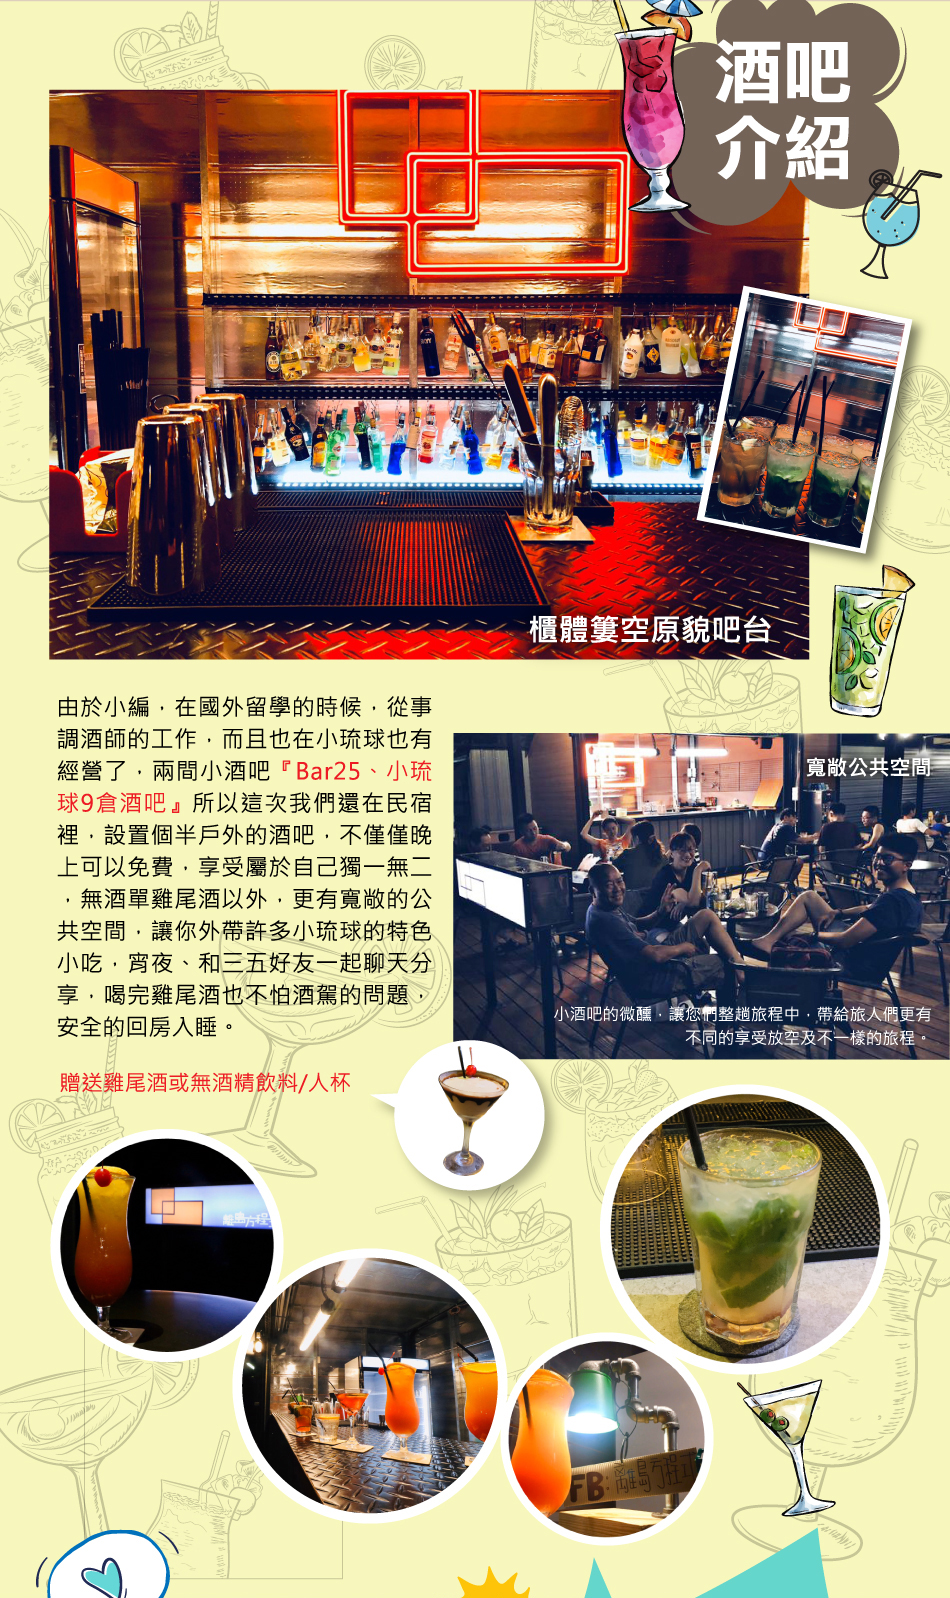 酒吧
介紹
櫃體簍空原貌吧台
由於小編，在國外留學的時候，從事
調酒師的工作，而且也在小琉球也有
經營了，兩間小酒吧『Bar25、小琉
球9倉酒吧』所以這次我們還在民宿
裡，設置個半戶外的酒吧，不僅僅晚
上可以免費，享受屬於自己獨一無二
，無酒單雞尾酒以外，更有寬敞的公
共空間，讓你外帶許多小琉球的特色
小吃，宵夜、和三五好友一起聊天分
享，喝完雞尾酒也不怕酒駕的問題，
安全的回房入睡。
寬敞公共空間
小酒吧的微醺，讓您們整趟旅程中，帶給旅人們更有
不同的享受放空及不一樣的旅程。
贈送雞尾酒或無酒精飲料/人杯
離島方程
FB:離島方程式